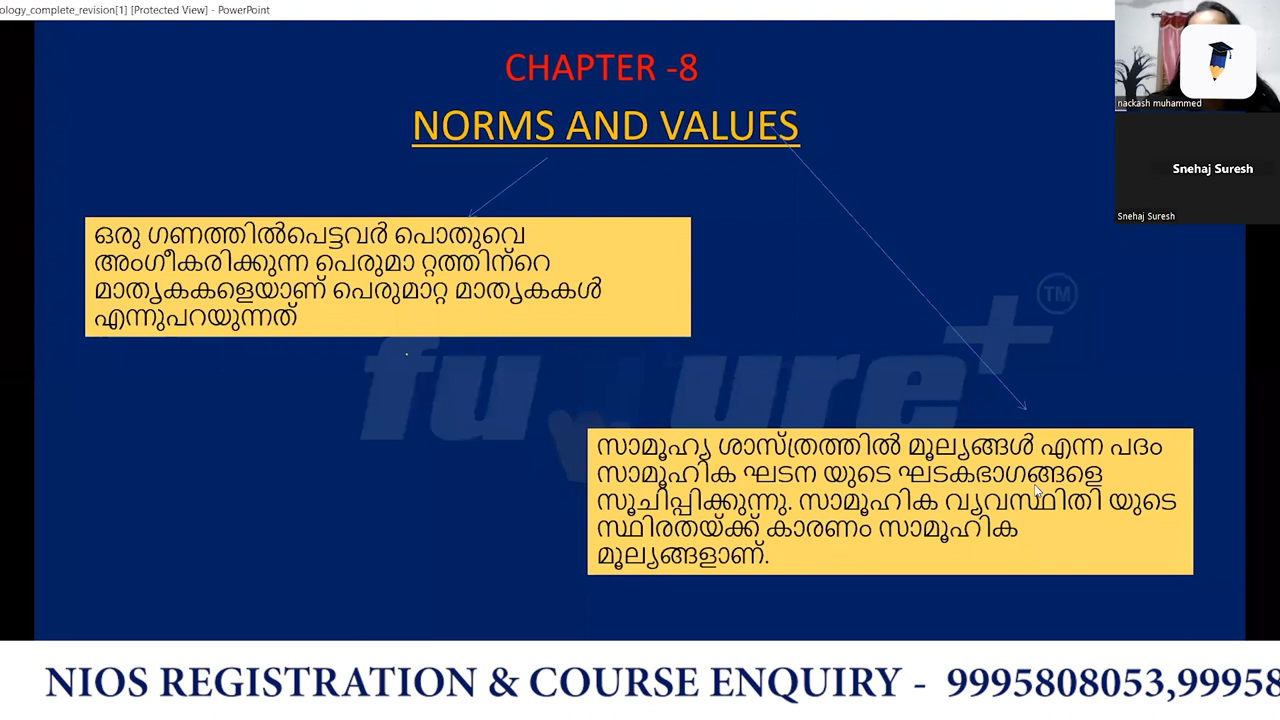 ology_complete_revision[1] [Protected View] - PowerPoint
CHAPTER -8
NORMS AND VALUES
nackash muhammed
Snehaj Suresh
Snehaj Suresh
ഒരു ഗണത്തിൽപെട്ടവർ പൊതുവെ
അംഗീകരിക്കുന്ന പെരുമാ റ്റത്തിന്റെ
മാതൃകകളെയാണ് പെരുമാറ്റ മാതൃകകൾ
എന്നുപറയുന്നത്
future+ TM
സാമൂഹ്യ ശാസ്ത്രത്തിൽ മൂല്യങ്ങൾ എന്ന പദം
സാമൂഹിക ഘടന യുടെ ഘടകഭാഗങ്ങളെ
സൂചിപ്പിക്കുന്നു. സാമൂഹിക വ്യവസ്ഥിതി യുടെ
സ്ഥിരതയ്ക്ക് കാരണം സാമൂഹിക
മൂല്യങ്ങളാണ്.
NIOS REGISTRATION & COURSE ENQUIRY - 9995808053,99958